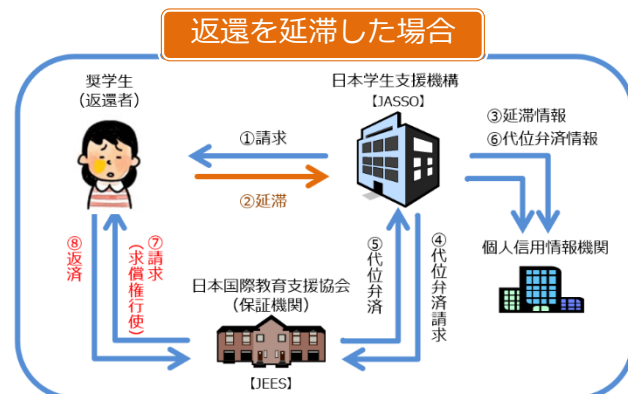 返還を延滞した場合
奨学生
(返還者)
日本学生支援機構
【JASSO】
①請求
②延滞
③延滞情報
⑥代位弁済情報
個人信用情報機関
⑧返済
⑦請求
(求償権行使)
日本国際教育支援協会
(保証機関)
⑤代位弁済
④代位弁済請求
【JEES】